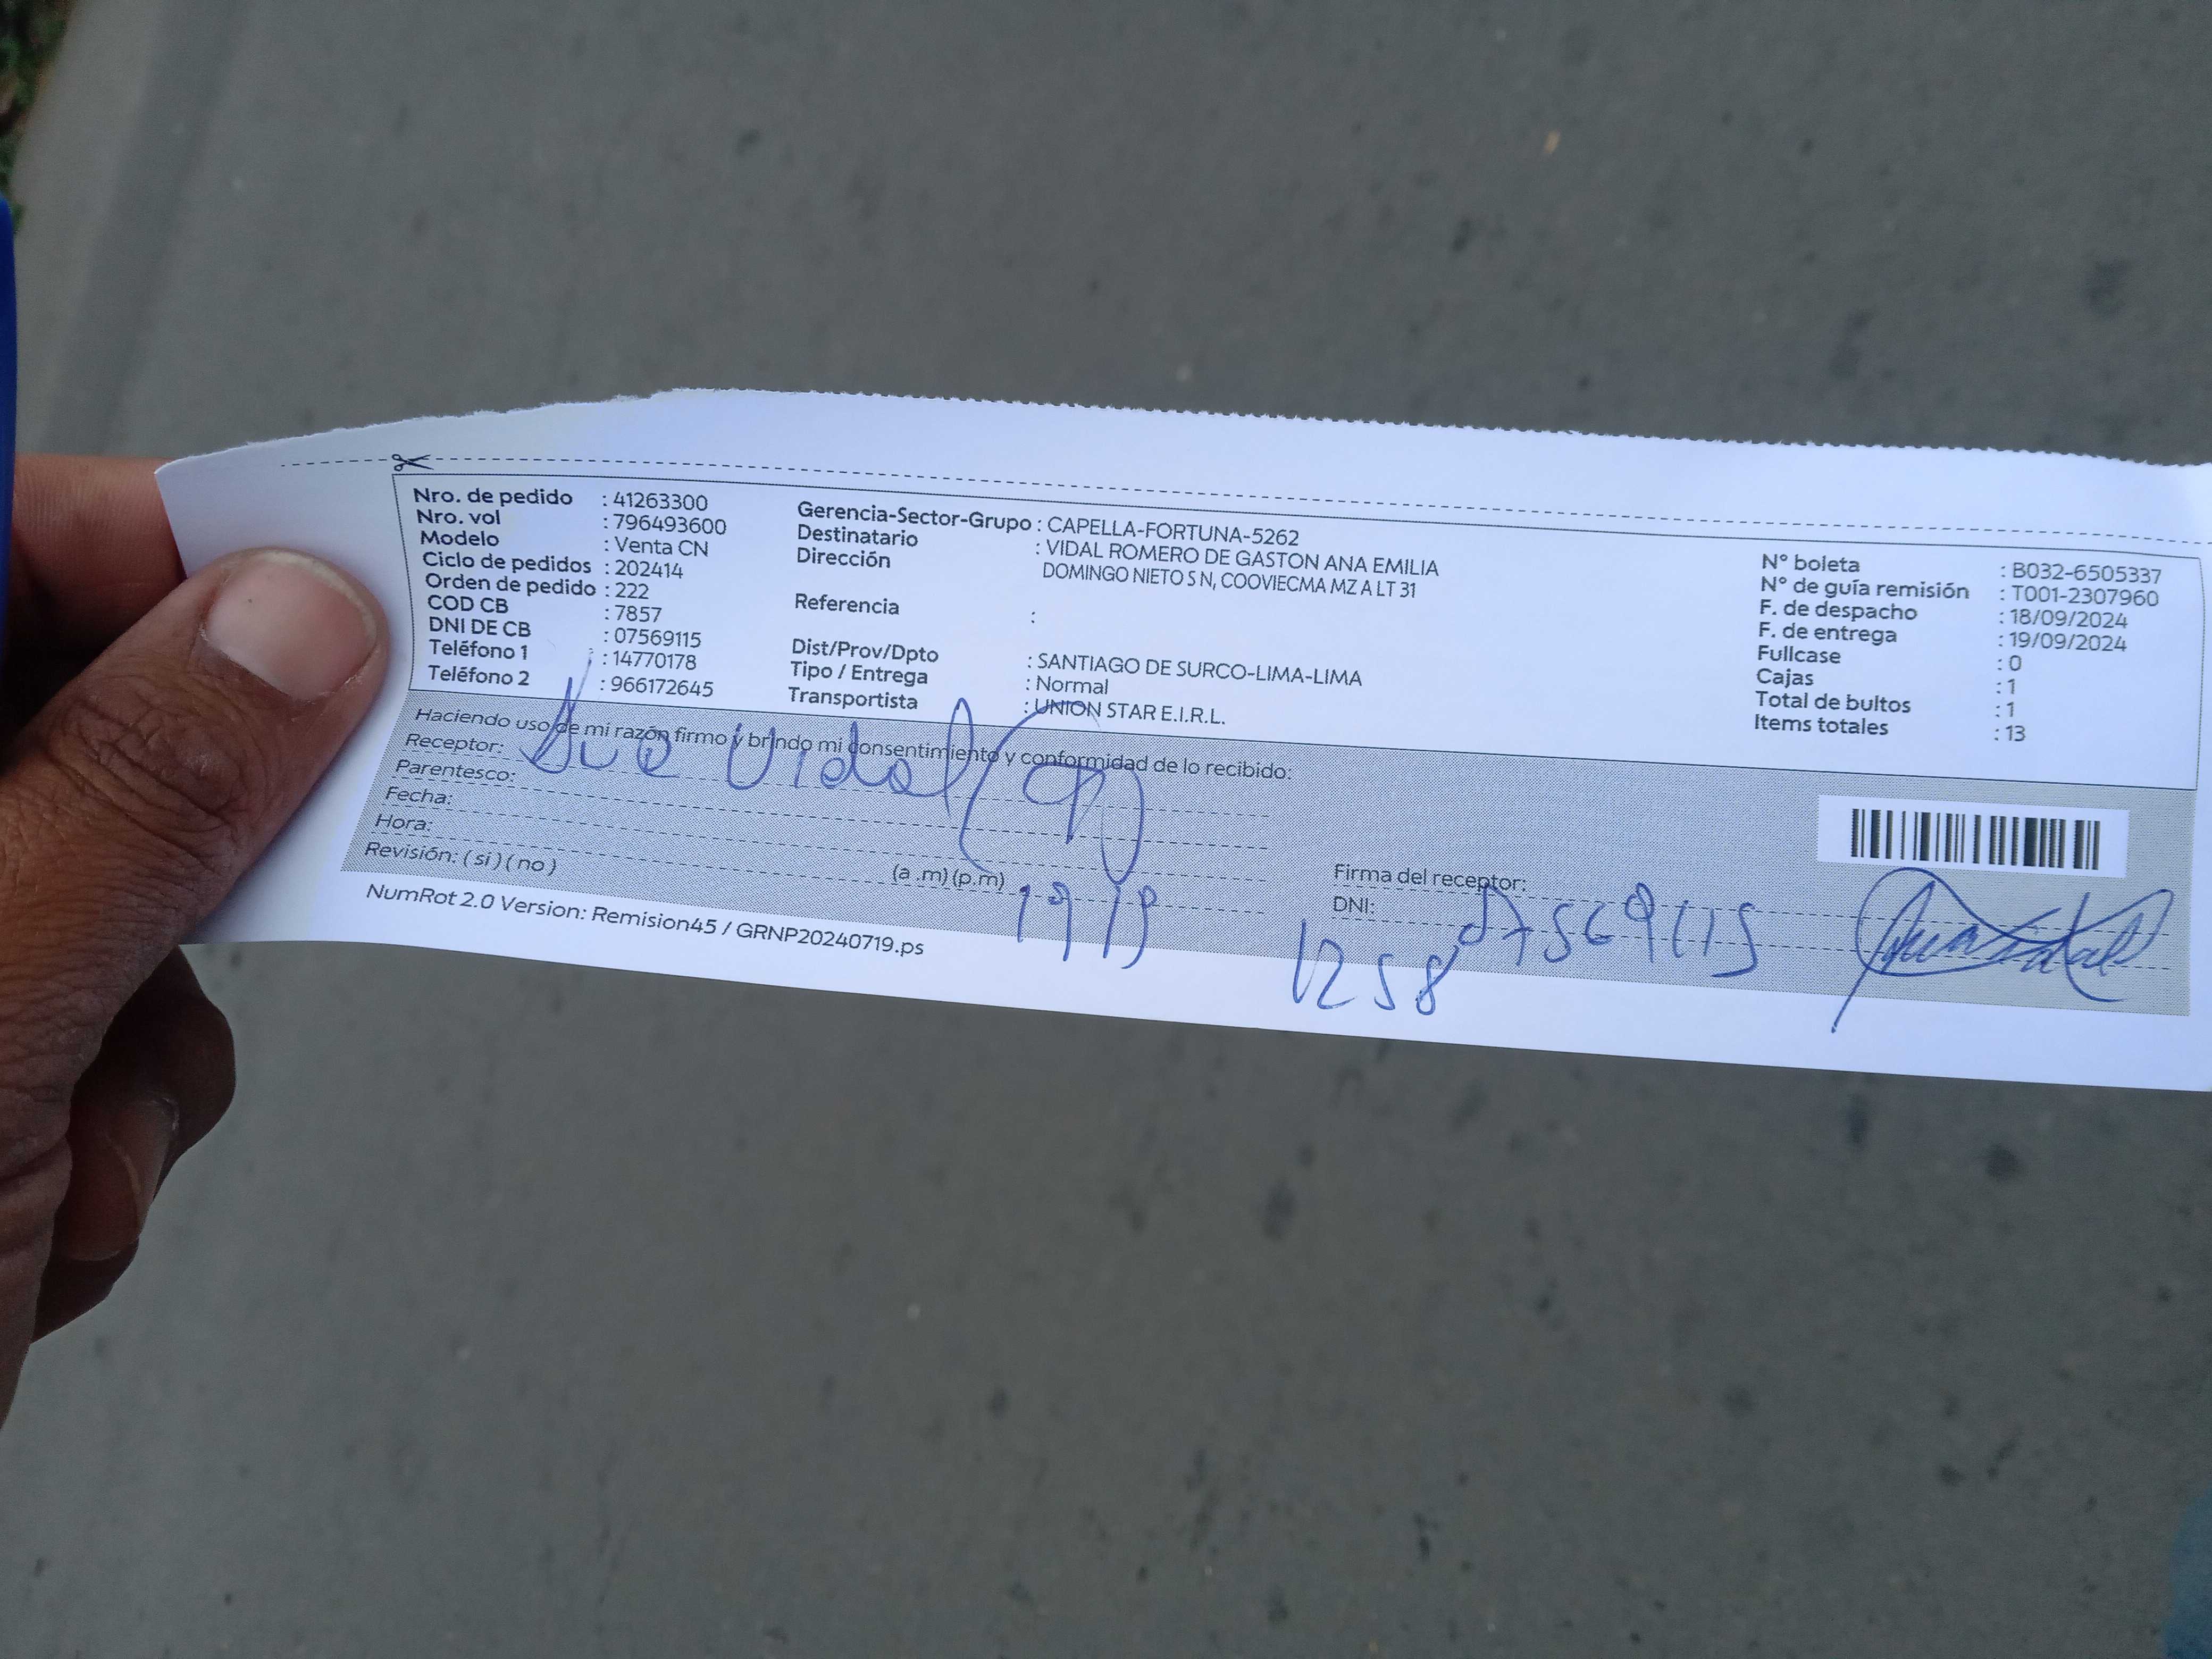 Nro. de pedido : 41263300
Nro. vol : 796493600
Modelo : Venta CN
Ciclo de pedidos : 202414
Orden de pedido : 222
COD CB : 7857
DNI DE CB : 07569115
Teléfono 1 : 14770178
Teléfono 2 : 966172645
Gerencia-Sector-Grupo : CAPELLA-FORTUNA-5262
Destinatario : VIDAL ROMERO DE GASTON ANA EMILIA
Dirección DOMINGO NIETO S N, COOVIECMA MZ A LT 31
Referencia :
Dist/Prov/Dpto : SANTIAGO DE SURCO-LIMA-LIMA
Tipo / Entrega : Normal
Transportista : UNION STAR E.I.R.L.
N° boleta : B032-6505337
N° de guía remisión : T001-2307960
F. de despacho : 18/09/2024
F. de entrega : 19/09/2024
Fullcase : 0
Cajas : 1
Total de bultos : 1
Items totales : 13
Haciendo uso de mi razón firmo y brindo mi consentimiento y conformidad de lo recibido:
Receptor: Vidal (T)
Parentesco:
Fecha:
Hora: (a .m) (p.m)
19/9
Revisión: ( si ) ( no )
Firma del receptor:
DNI: 07569115
1258
NumRot 2.0 Version: Remision45 / GRNP20240719.ps